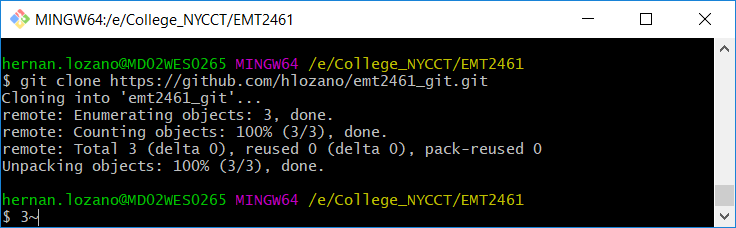 MINGW64:/e/College_NYCCT/EMT2461
hernan.lozano@MD02WESO265 MINGW64 /e/College_NYCCT/EMT2461
$ git clone https://github.com/hlozano/emt2461_git.git
Cloning into 'emt2461_git'...
remote: Enumerating objects: 3, done.
remote: Counting objects: 100% (3/3), done.
remote: Total 3 (delta 0), reused 0 (delta 0), pack-reused 0
Unpacking objects: 100% (3/3), done.
hernan.lozano@MD02WESO265 MINGW64 /e/College_NYCCT/EMT2461
$ 3~